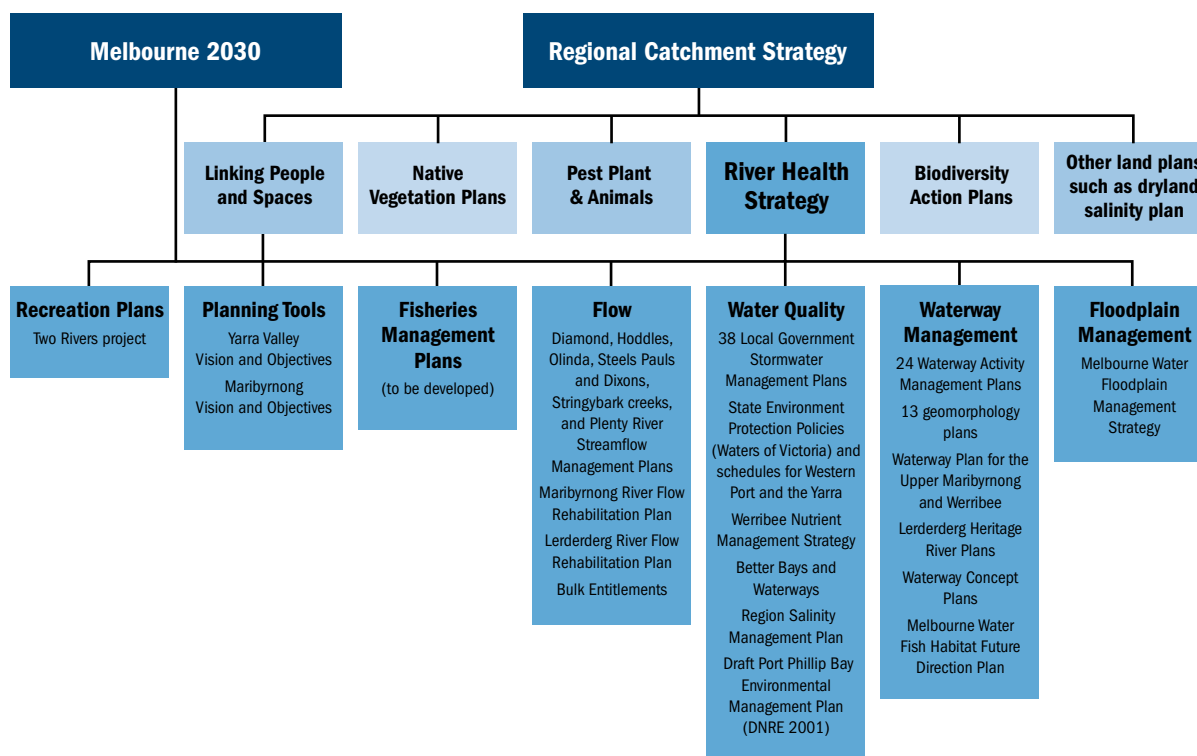 Melbourne 2030
Regional Catchment Strategy
Linking People
and Spaces
Native
Vegetation Plans
Pest Plant
& Animals
River Health
Strategy
Biodiversity
Action Plans
Other land plans
such as dryland
salinity plan
Recreation Plans
Two Rivers project
Planning Tools
Yarra Valley
Vision and Objectives
Maribyrnong
Vision and Objectives
Fisheries
Management
Plans
(to be developed)
Flow
Diamond, Hoddles,
Olinda, Steels Pauls
and Dixons,
Stringybark creeks,
and Plenty River
Streamflow
Management Plans
Maribyrnong River Flow
Rehabilitation Plan
Lerderderg River Flow
Rehabilitation Plan
Bulk Entitlements
Water Quality
38 Local Government
Stormwater
Management Plans
State Environment
Protection Policies
(Waters of Victoria) and
schedules for Western
Port and the Yarra
Werribee Nutrient
Management Strategy
Better Bays and
Waterways
Region Salinity
Management Plan
Draft Port Phillip Bay
Environmental
Management Plan
(DNRE 2001)
Waterway
Management
24 Waterway Activity
Management Plans
13 geomorphology
plans
Waterway Plan for the
Upper Maribyrnong
and Werribee
Lerderderg Heritage
River Plans
Waterway Concept
Plans
Melbourne Water
Fish Habitat Future
Direction Plan
Floodplain
Management
Melbourne Water
Floodplain
Management
Strategy